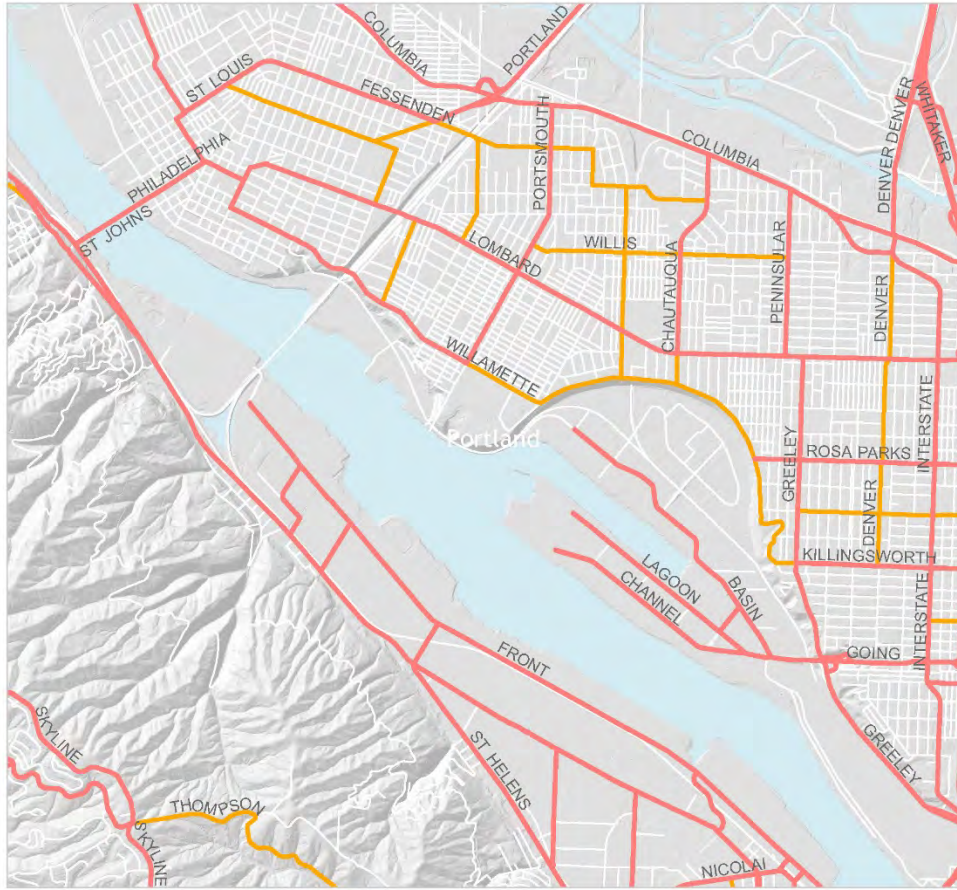 COLUMBIA
PORTLAND
ST LOUIS
FESSENDEN
PORTSMOUTH
COLUMBIA
DENVER DENVER
WHITAKER
PHILADELPHIA
ST JOHNS
LOMBARD
WILLIS
CHAUTAUQUA
PENINSULAR
DENVER
WILLAMETTE
INTERSTATE
Portland
GREELEY
ROSA PARKS
DENVER
KILLINGSWORTH
LAGOON
CHANNEL
BASIN
INTERSTATE
FRONT
GOING
SKYLINE
ST HELENS
GREELEY
THOMPSON
SKYLINE
NICOLAI